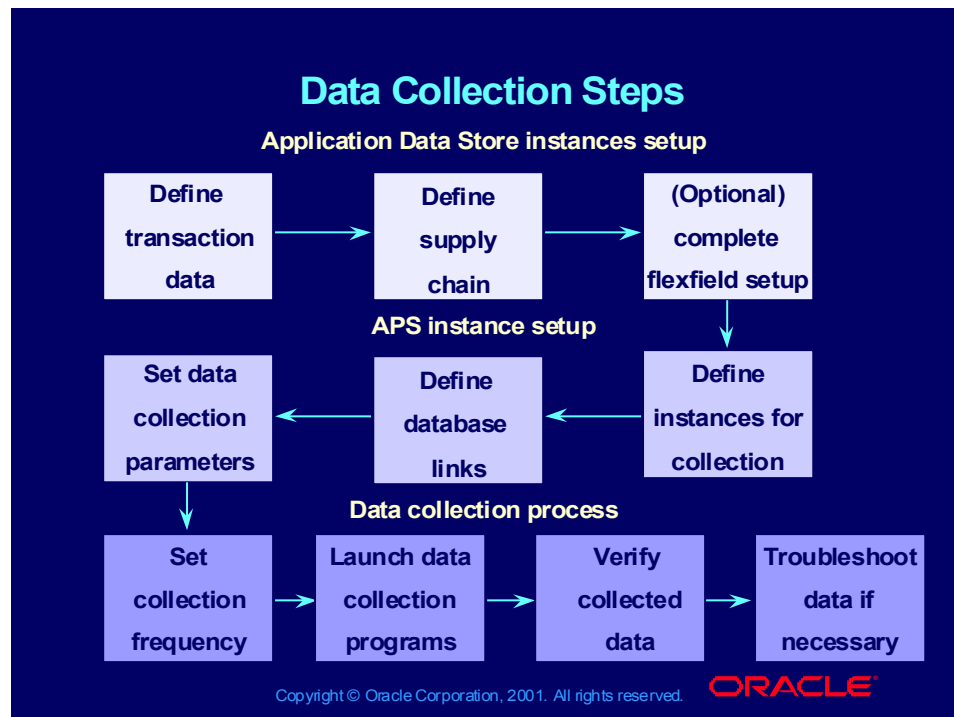 Data Collection Steps
Application Data Store instances setup
Define
transaction
data
Define
supply
chain
(Optional)
complete
flexfield setup
APS instance setup
Set data
collection
parameters
Define
database
links
Define
instances for
collection
Data collection process
Set
collection
frequency
Launch data
collection
programs
Verify
collected
data
Troubleshoot
data if
necessary
Copyright © Oracle Corporation, 2001. All rights reserved.
ORACLE®